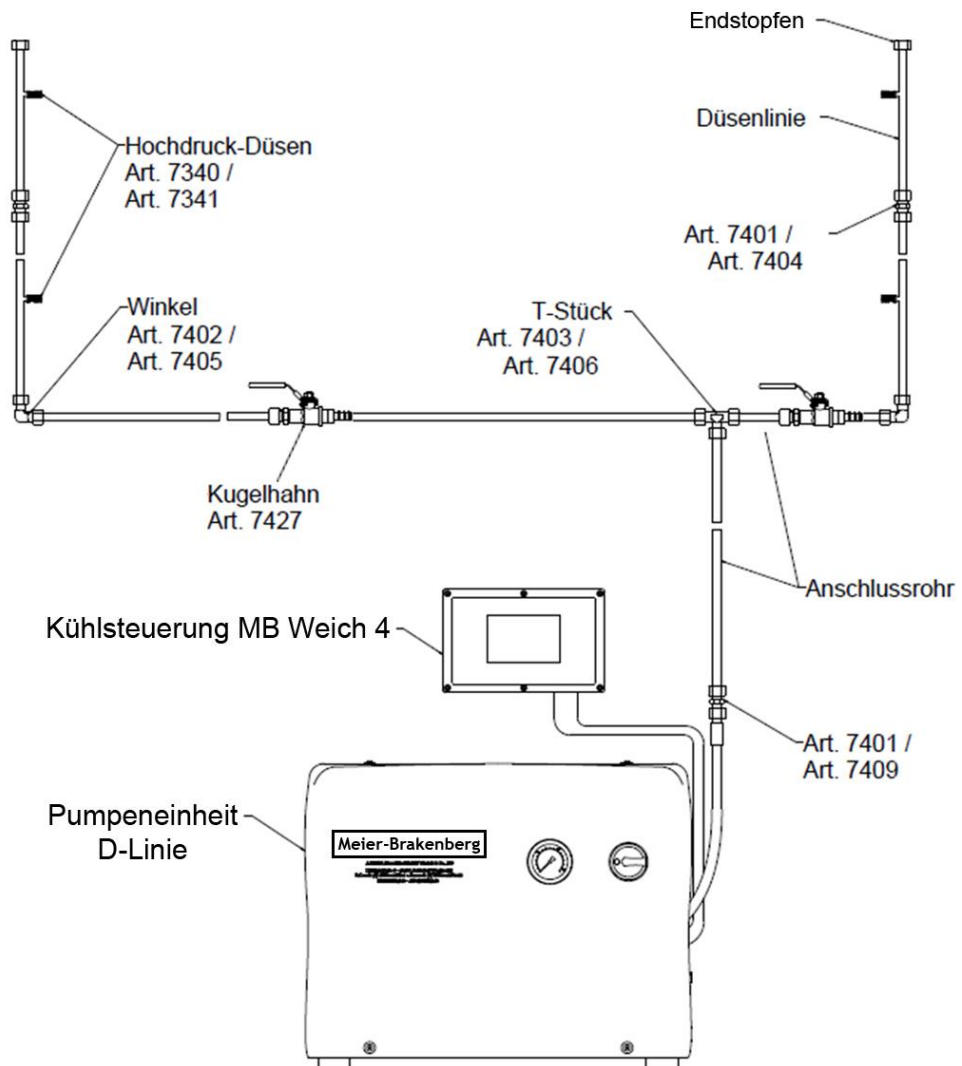 Endstopfen
Hochdruck-Düsen
Art. 7340 /
Art. 7341
Düsenlinie
Art. 7401 /
Art. 7404
Winkel
Art. 7402 /
Art. 7405
T-Stück
Art. 7403 /
Art. 7406
Kugelhahn
Art. 7427
Anschlussrohr
Kühlsteuerung MB Weich 4
Art. 7401 /
Art. 7409
Pumpeneinheit
D-Linie
Meier-Brakenberg